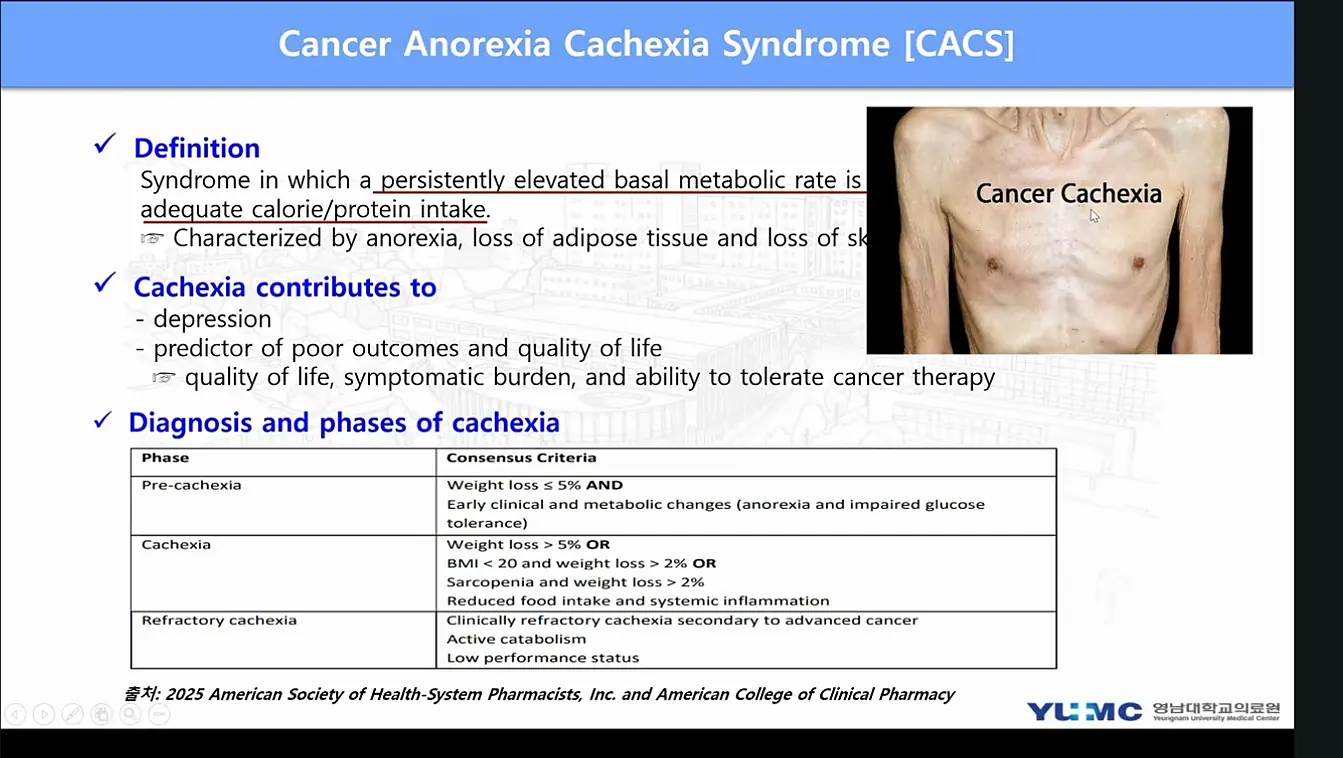 Cancer Anorexia Cachexia Syndrome [CACS]
✓ Definition
Syndrome in which a persistently elevated basal metabolic rate is
adequate calorie/protein intake.
☞ Characterized by anorexia, loss of adipose tissue and loss of sk
Cancer Cachexia
✓ Cachexia contributes to
- depression
- predictor of poor outcomes and quality of life
☞ quality of life, symptomatic burden, and ability to tolerate cancer therapy
✓ Diagnosis and phases of cachexia
Phase Consensus Criteria
Pre-cachexia Weight loss ≤ 5% AND
Early clinical and metabolic changes (anorexia and impaired glucose
tolerance)
Cachexia Weight loss > 5% OR
BMI < 20 and weight loss > 2% OR
Sarcopenia and weight loss > 2%
Reduced food intake and systemic inflammation
Refractory cachexia Clinically refractory cachexia secondary to advanced cancer
Active catabolism
Low performance status
출처: 2025 American Society of Health-System Pharmacists, Inc. and American College of Clinical Pharmacy
YUMC 영남대학교의료원
Yeungnam University Medical Center